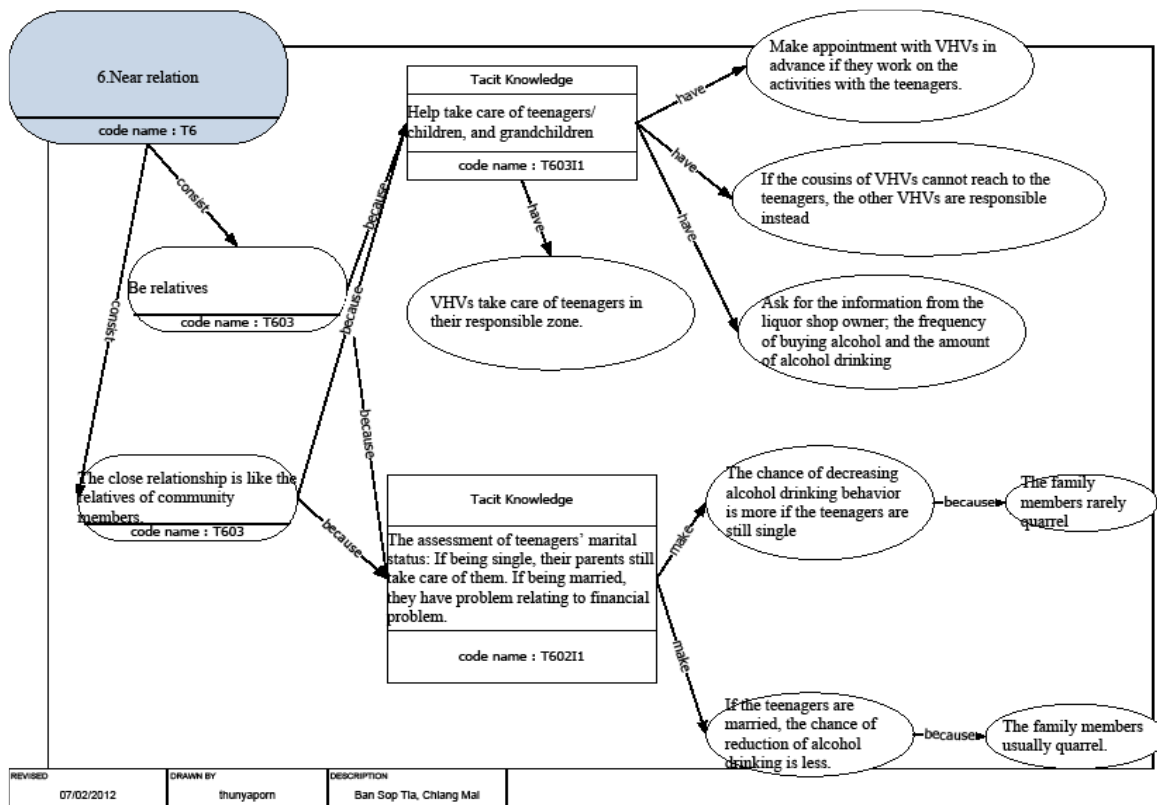 6.Near relation
code name : T6
consist
consist
Be relatives
code name : T603
The close relationship is like the
relatives of community
members.
code name : T603
because
because
because
because
Tacit Knowledge
Help take care of teenagers/
children, and grandchildren
code name : T603I1
have
have
have
have
VHVs take care of teenagers in
their responsible zone.
Make appointment with VHVs in
advance if they work on the
activities with the teenagers.
If the cousins of VHVs cannot reach to the
teenagers, the other VHVs are responsible
instead
Ask for the information from the
liquor shop owner; the frequency
of buying alcohol and the amount
of alcohol drinking
Tacit Knowledge
The assessment of teenagers’ marital
status: If being single, their parents still
take care of them. If being married,
they have problem relating to financial
problem.
code name : T602I1
make
make
The chance of decreasing
alcohol drinking behavior
is more if the teenagers are
still single
because
The family
members rarely
quarrel
If the teenagers are
married, the chance of
reduction of alcohol
drinking is less.
because
The family members
usually quarrel.
REVISED
07/02/2012
DRAWN BY
thunyaporn
DESCRIPTION
Ban Sop Tia, Chiang Mai